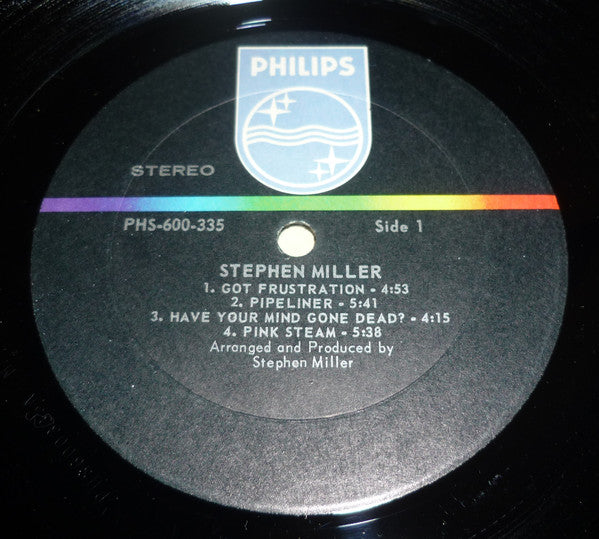 PHILIPS
STEREO
PHS-600-335 Side 1
STEPHEN MILLER
1. GOT FRUSTRATION - 4:53
2. PIPELINER - 5:41
3. HAVE YOUR MIND GONE DEAD? - 4:15
4. PINK STEAM - 5:38
Arranged and Produced by
Stephen Miller